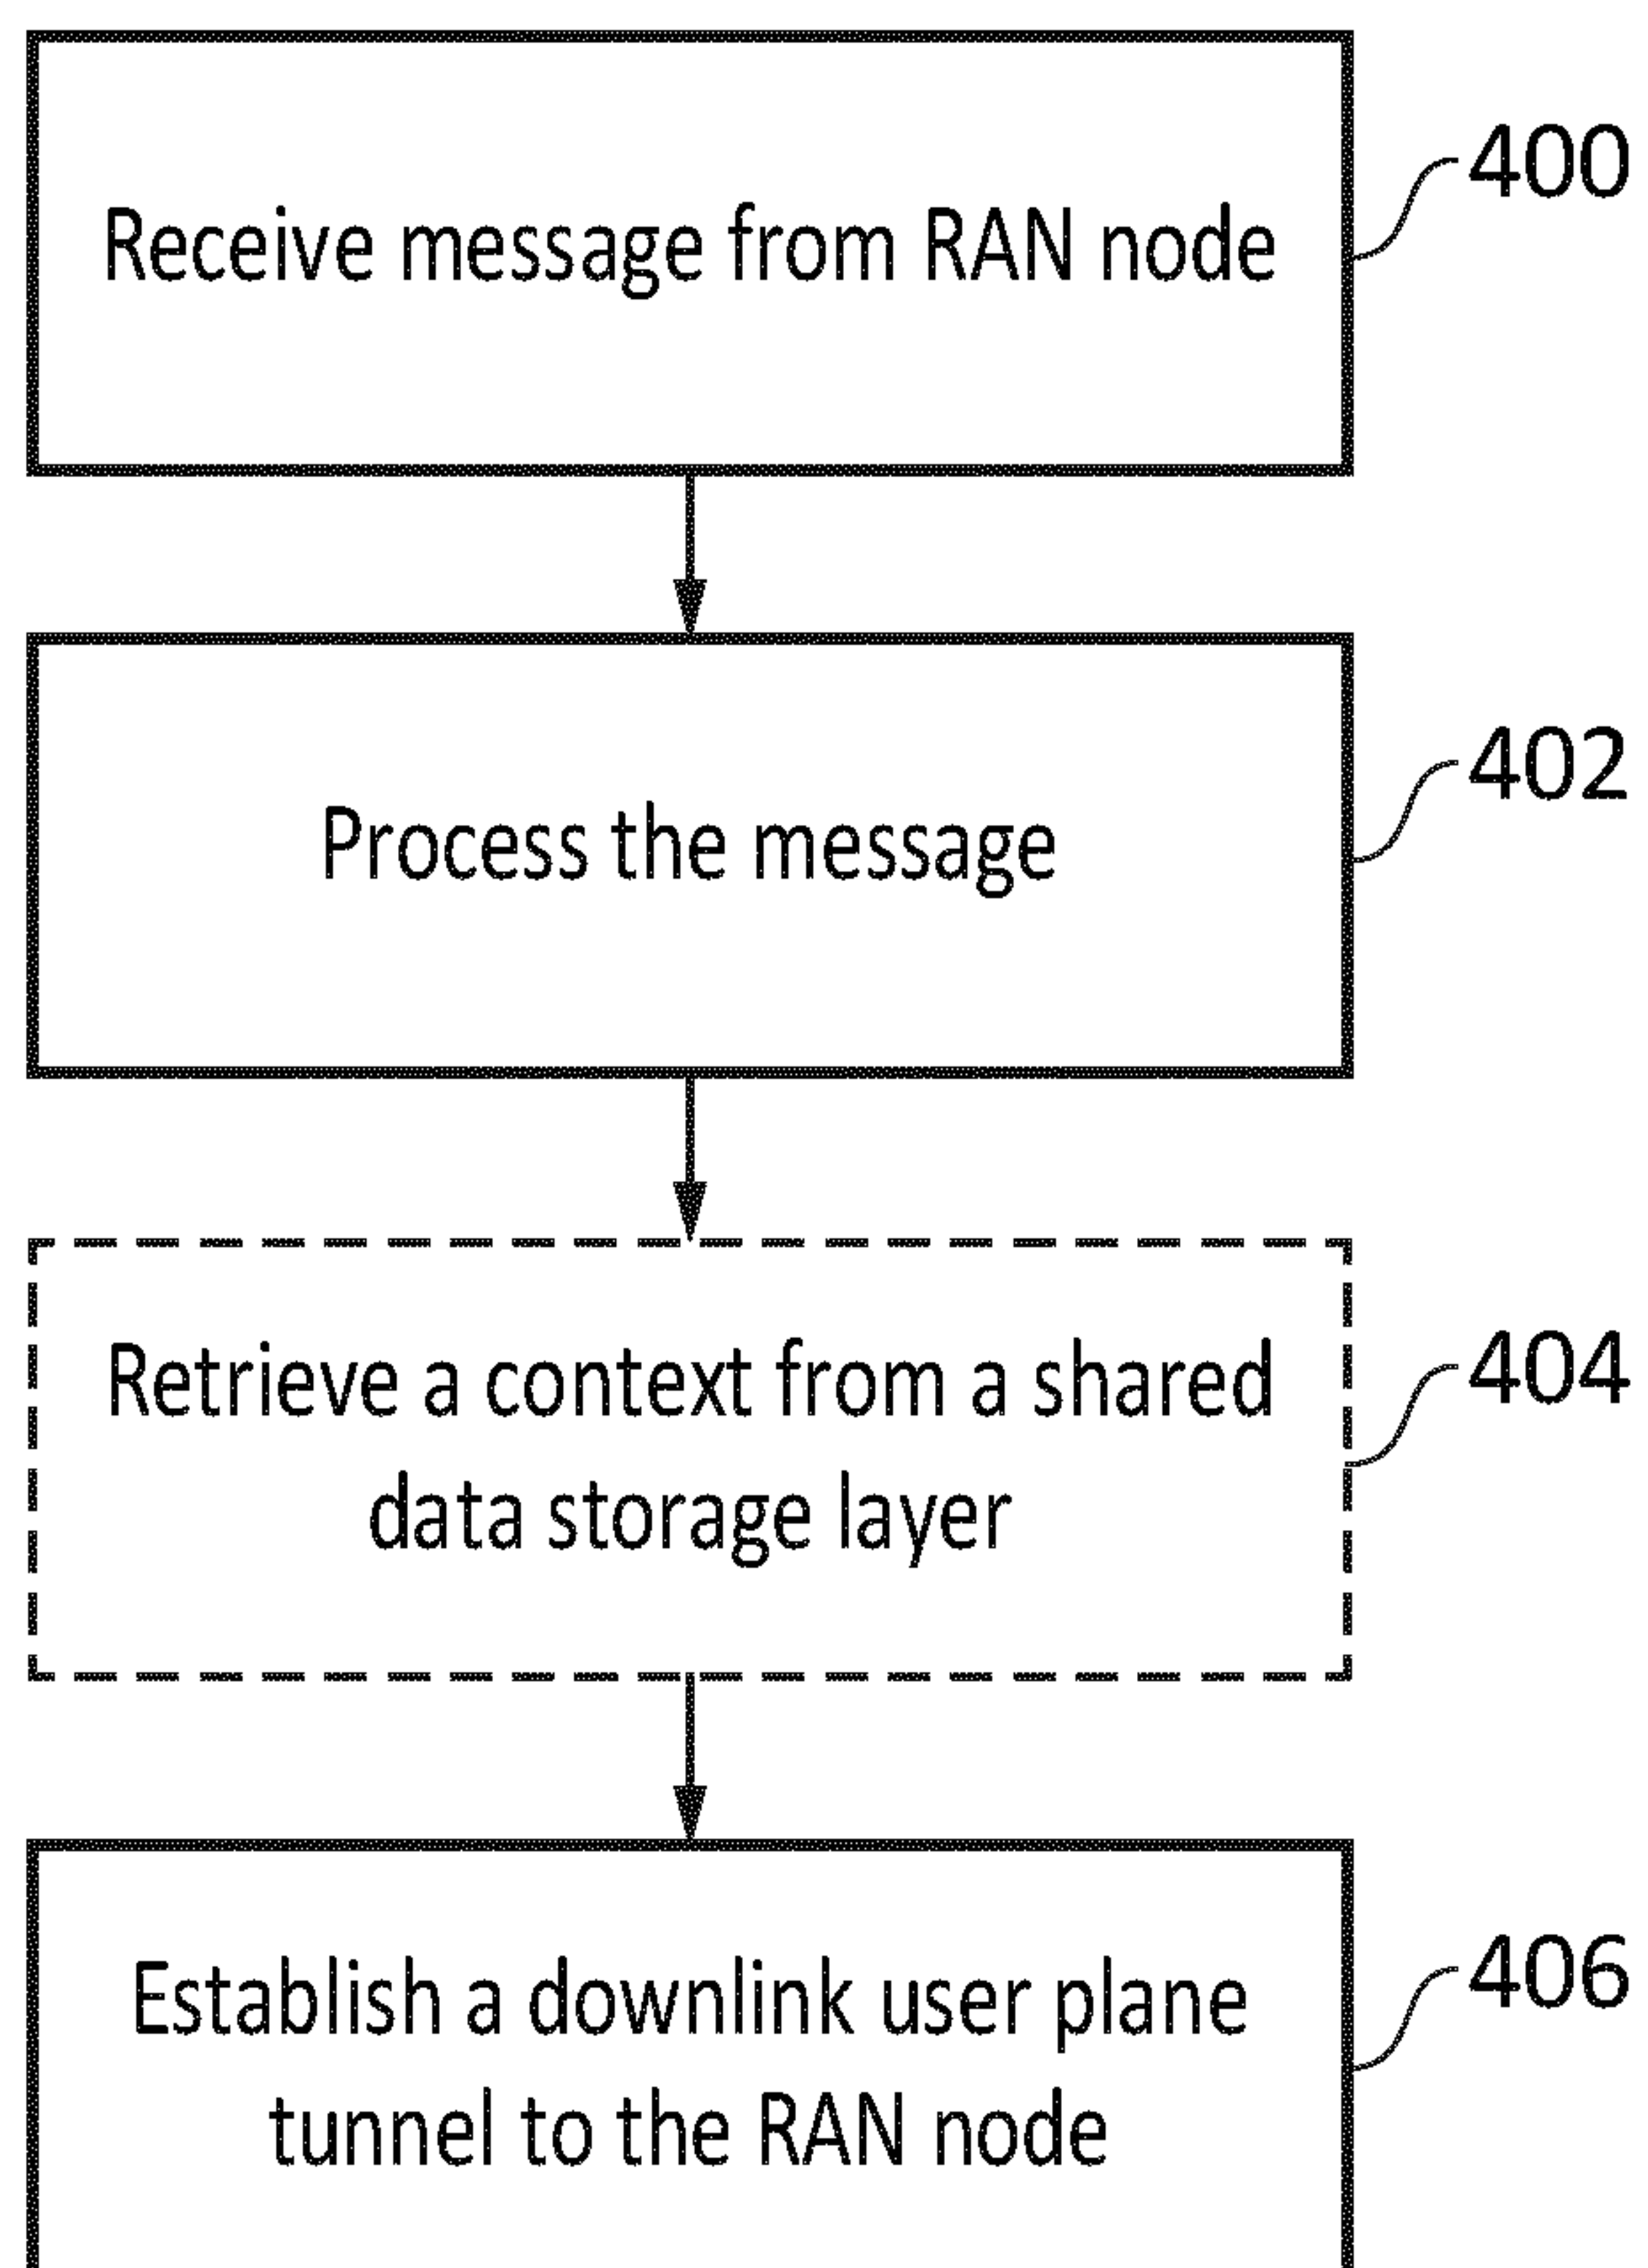 Receive message from RAN node
400
Process the message
402
Retrieve a context from a shared
data storage layer
404
Establish a downlink user plane
tunnel to the RAN node
406